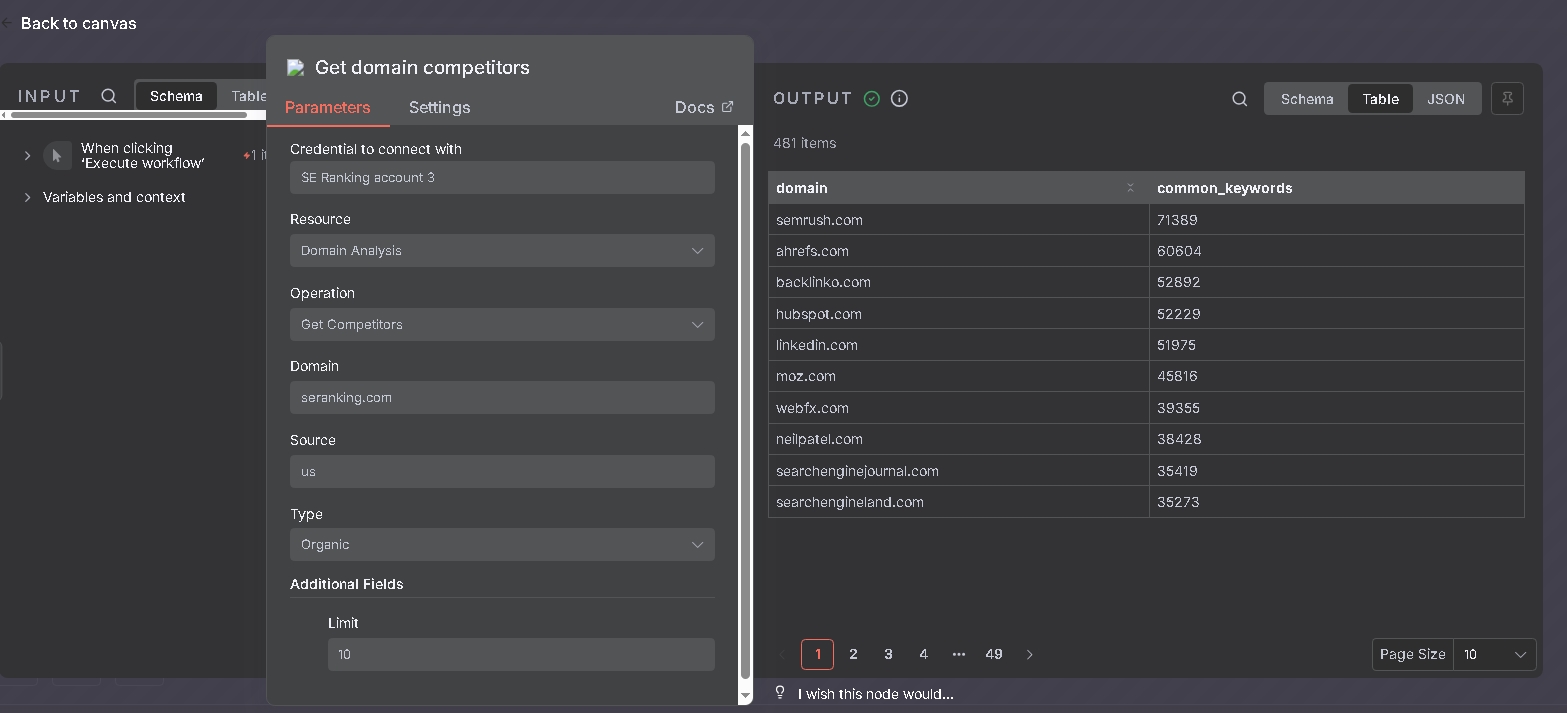 Back to canvas
INPUT
Schema
Table
When clicking
‘Execute workflow’
1 it
Variables and context
Get domain competitors
Parameters
Settings
Docs
Credential to connect with
SE Ranking account 3
Resource
Domain Analysis
Operation
Get Competitors
Domain
seranking.com
Source
us
Type
Organic
Additional Fields
Limit
10
OUTPUT
Schema
Table
JSON
481 items
domain common_keywords
semrush.com 71389
ahrefs.com 60604
backlinko.com 52892
hubspot.com 52229
linkedin.com 51975
moz.com 45816
webfx.com 39355
neilpatel.com 38428
searchenginejournal.com 35419
searchengineland.com 35273
1 2 3 4 ••• 49
Page Size 10
I wish this node would...